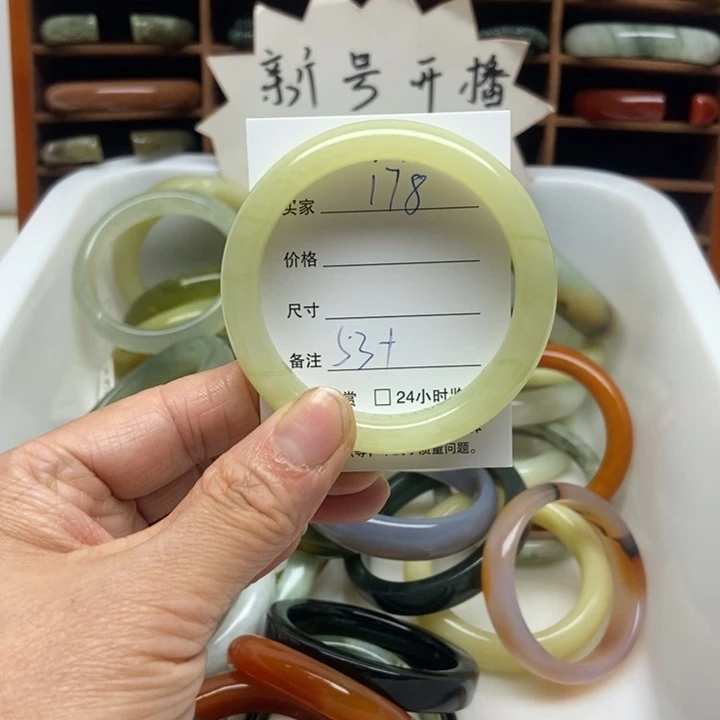 新号开播
178
买家
价格
尺寸
备注 53+
赏 □ 24小时
质量问题。